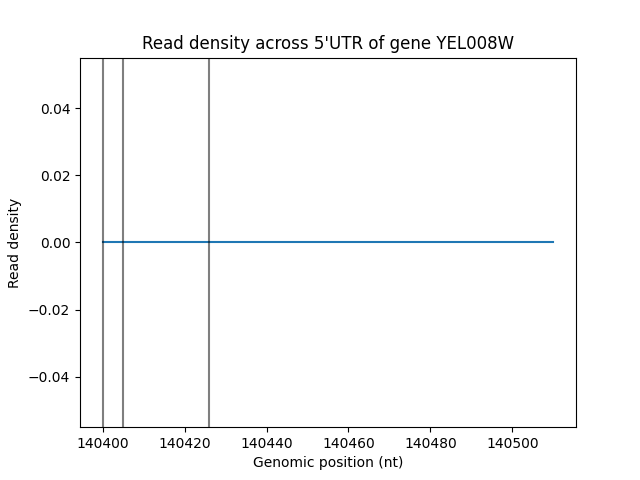 Read density across 5'UTR of gene YEL008W
Read density
0.04
0.02
0.00
−0.02
−0.04
140400 140420 140440 140460 140480 140500
Genomic position (nt)